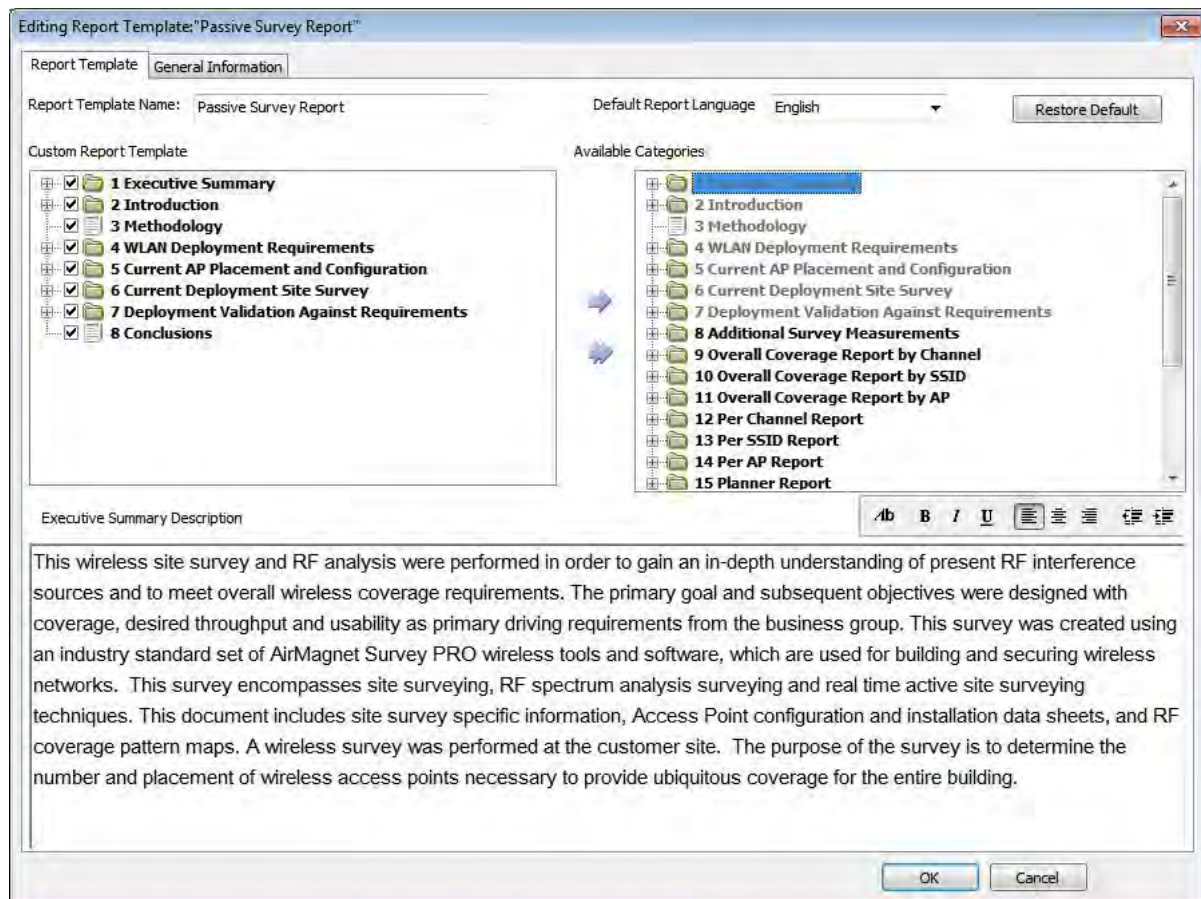 Editing Report Template:"Passive Survey Report"
Report Template
General Information
Report Template Name: Passive Survey Report
Default Report Language English
Restore Default
Custom Report Template
1 Executive Summary
2 Introduction
3 Methodology
4 WLAN Deployment Requirements
5 Current AP Placement and Configuration
6 Current Deployment Site Survey
7 Deployment Validation Against Requirements
8 Conclusions
Available Categories
2 Introduction
3 Methodology
4 WLAN Deployment Requirements
5 Current AP Placement and Configuration
6 Current Deployment Site Survey
7 Deployment Validation Against Requirements
8 Additional Survey Measurements
9 Overall Coverage Report by Channel
10 Overall Coverage Report by SSID
11 Overall Coverage Report by AP
12 Per Channel Report
13 Per SSID Report
14 Per AP Report
15 Planner Report
Executive Summary Description
Ab B I U
This wireless site survey and RF analysis were performed in order to gain an in-depth understanding of present RF interference
sources and to meet overall wireless coverage requirements. The primary goal and subsequent objectives were designed with
coverage, desired throughput and usability as primary driving requirements from the business group. This survey was created using
an industry standard set of AirMagnet Survey PRO wireless tools and software, which are used for building and securing wireless
networks.  This survey encompasses site surveying, RF spectrum analysis surveying and real time active site surveying
techniques. This document includes site survey specific information, Access Point configuration and installation data sheets, and RF
coverage pattern maps. A wireless survey was performed at the customer site.  The purpose of the survey is to determine the
number and placement of wireless access points necessary to provide ubiquitous coverage for the entire building.
OK
Cancel